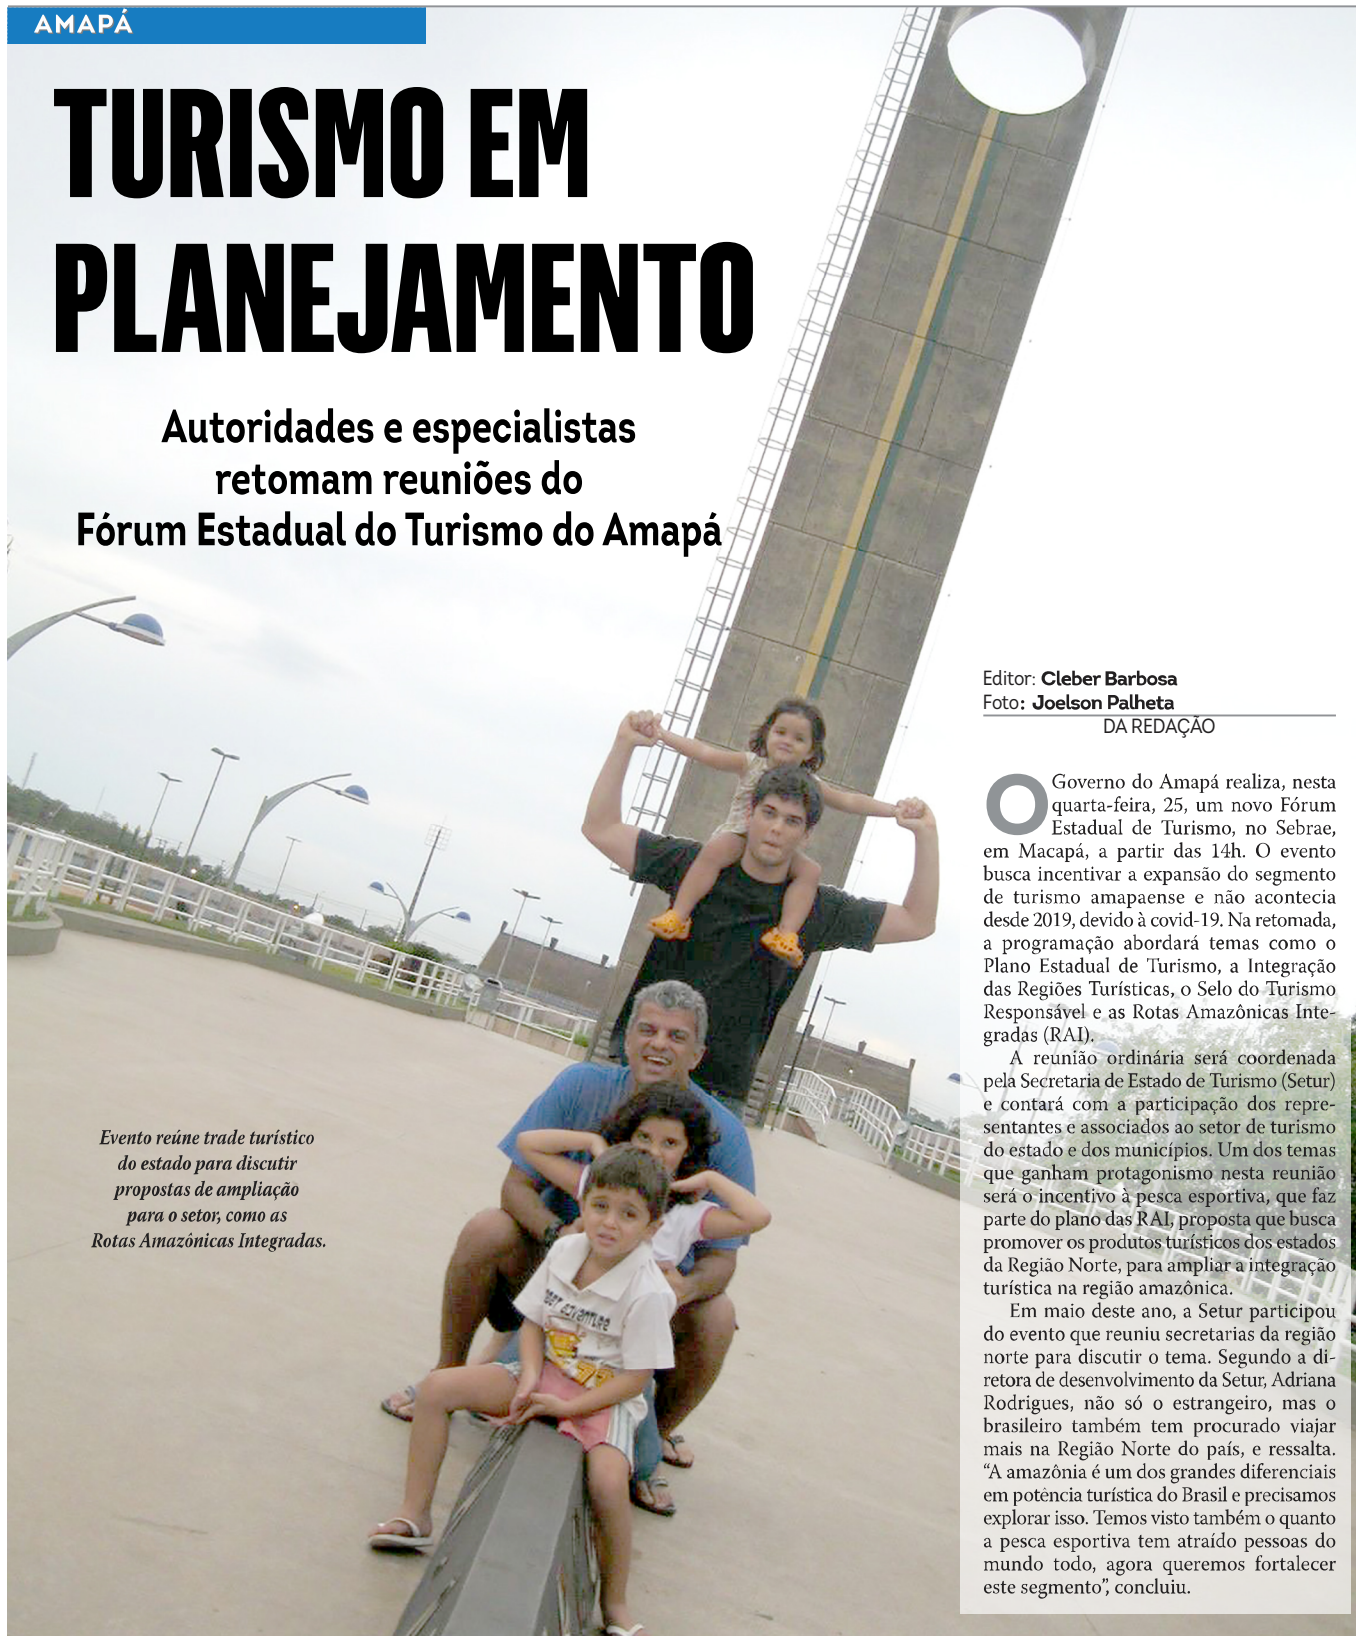 AMAPÁ
TURISMO EM
PLANEJAMENTO
Autoridades e especialistas
retomam reuniões do
Fórum Estadual do Turismo do Amapá
Editor: Cleber Barbosa
Foto: Joelson Palheta
DA REDAÇÃO
O Governo do Amapá realiza, nesta
quarta-feira, 25, um novo Fórum
Estadual de Turismo, no Sebrae,
em Macapá, a partir das 14h. O evento
busca incentivar a expansão do segmento
de turismo amapaense e não acontecia
desde 2019, devido à covid-19. Na retomada,
a programação abordará temas como o
Plano Estadual de Turismo, a Integração
das Regiões Turísticas, o Selo do Turismo
Responsável e as Rotas Amazônicas Inte-
gradas (RAI).
A reunião ordinária será coordenada
pela Secretaria de Estado de Turismo (Setur)
e contará com a participação dos repre-
sentantes e associados ao setor de turismo
do estado e dos municípios. Um dos temas
que ganham protagonismo nesta reunião
será o incentivo à pesca esportiva, que faz
parte do plano das RAI, proposta que busca
promover os produtos turísticos dos estados
da Região Norte, para ampliar a integração
turística na região amazônica.
Em maio deste ano, a Setur participou
do evento que reuniu secretarias da região
norte para discutir o tema. Segundo a di-
retora de desenvolvimento da Setur, Adriana
Rodrigues, não só o estrangeiro, mas o
brasileiro também tem procurado viajar
mais na Região Norte do país, e ressalta.
“A amazônia é um dos grandes diferenciais
em potência turística do Brasil e precisamos
explorar isso. Temos visto também o quanto
a pesca esportiva tem atraído pessoas do
mundo todo, agora queremos fortalecer
este segmento”, concluiu.
Evento reúne trade turístico
do estado para discutir
propostas de ampliação
para o setor, como as
Rotas Amazônicas Integradas.